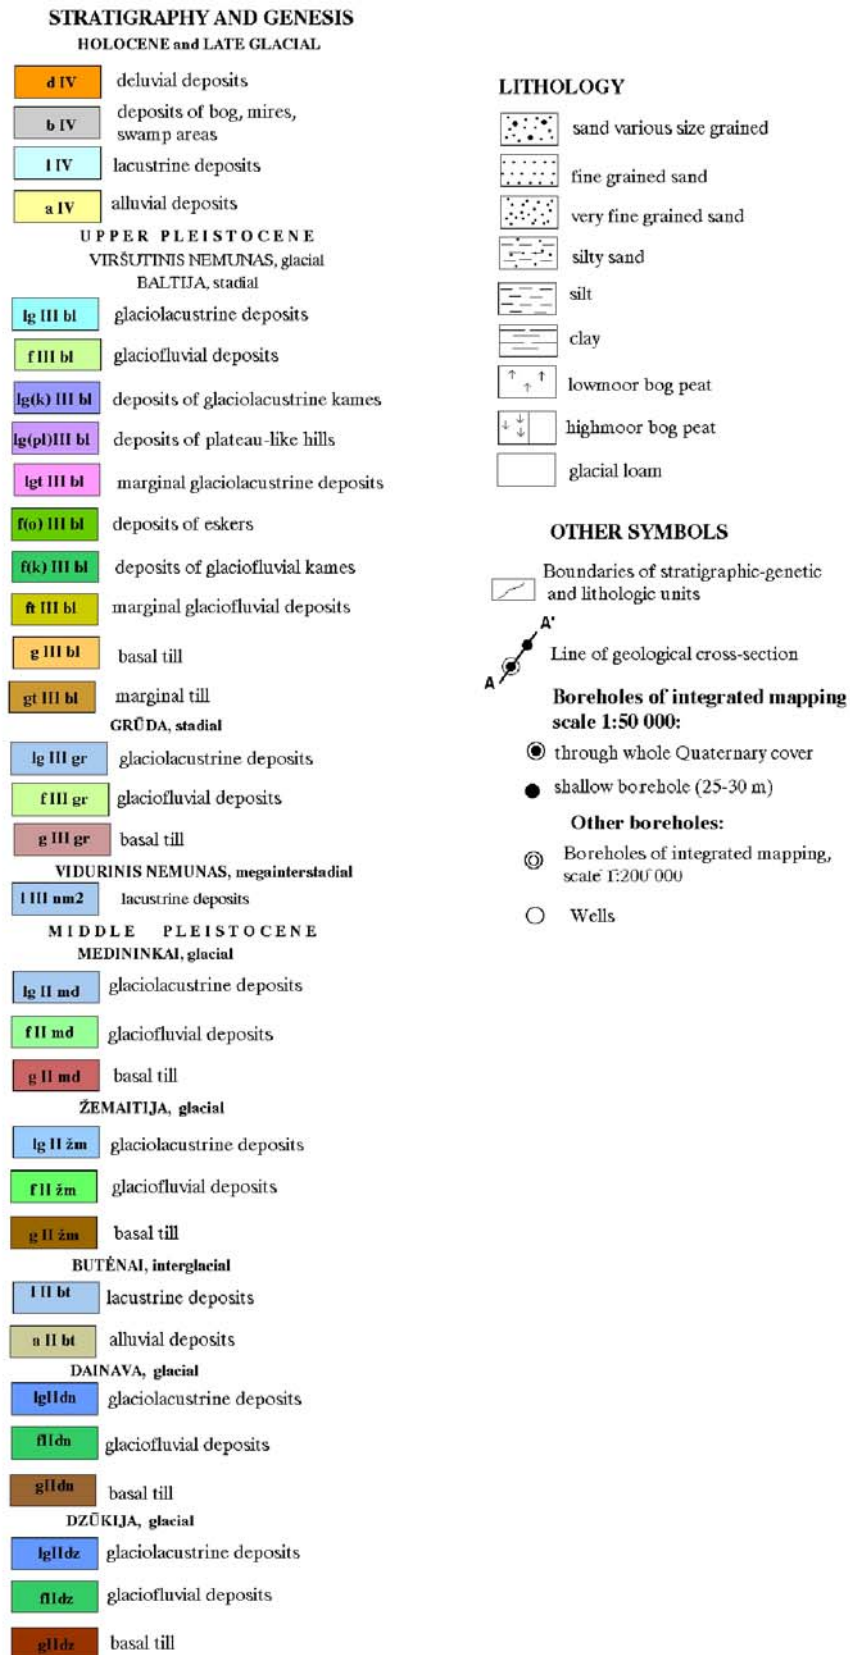 STRATIGRAPHY AND GENESIS
HOLOCENE and LATE GLACIAL
d IV deluvial deposits
b IV deposits of bog, mires,
swamp areas
l IV lacustrine deposits
a IV alluvial deposits
UPPER PLEISTOCENE
VIRŠUTINIS NEMUNAS, glacial
BALTIJA, stadial
lg III bl glaciolacustrine deposits
f III bl glaciofluvial deposits
lg(k) III bl deposits of glaciolacustrine kames
lg(pl)III bl deposits of plateau-like hills
lgt III bl marginal glaciolacustrine deposits
f(o) III bl deposits of eskers
f(k) III bl deposits of glaciofluvial kames
ft III bl marginal glaciofluvial deposits
g III bl basal till
gt III bl marginal till
GRŪDA, stadial
lg III gr glaciolacustrine deposits
f III gr glaciofluvial deposits
g III gr basal till
VIDURINIS NEMUNAS, megainterstadial
l III nm2 lacustrine deposits
MIDDLE PLEISTOCENE
MEDININKAI, glacial
lg II md glaciolacustrine deposits
f II md glaciofluvial deposits
g II md basal till
ŽEMAITIJA, glacial
lg II žm glaciolacustrine deposits
f II žm glaciofluvial deposits
g II žm basal till
BUTĖNAI, interglacial
l II bt lacustrine deposits
a II bt alluvial deposits
DAINAVA, glacial
lgIIdn glaciolacustrine deposits
fIIdn glaciofluvial deposits
gIIdn basal till
DZŪKIJA, glacial
lgIIdz glaciolacustrine deposits
fIIdz glaciofluvial deposits
gIIdz basal till
LITHOLOGY
sand various size grained
fine grained sand
very fine grained sand
silty sand
silt
clay
lowmoor bog peat
highmoor bog peat
glacial loam
OTHER SYMBOLS
Boundaries of stratigraphic-genetic
and lithologic units
A'
Line of geological cross-section
A
Boreholes of integrated mapping
scale 1:50 000:
through whole Quaternary cover
shallow borehole (25-30 m)
Other boreholes:
Boreholes of integrated mapping,
scale 1:200 000
Wells